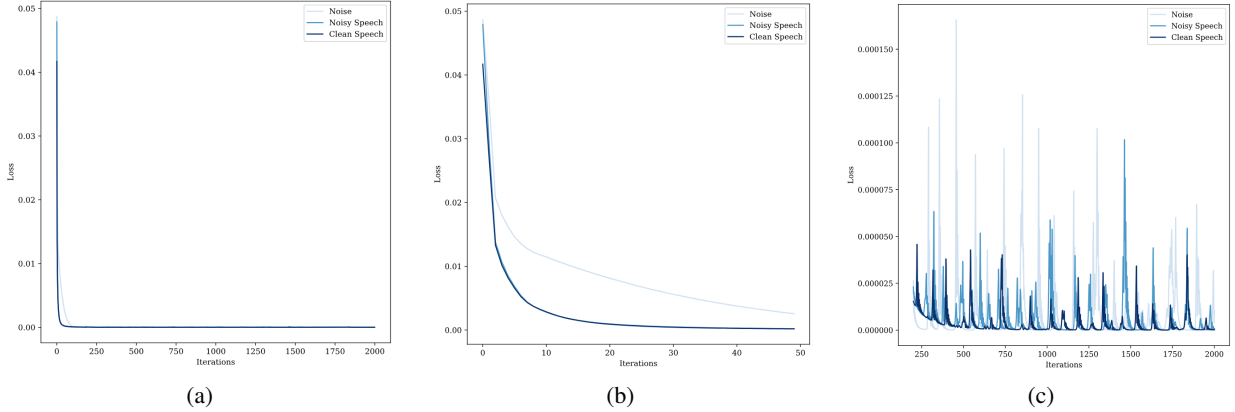 Noise
Noisy Speech
Clean Speech
0.05
0.04
0.03
0.02
0.01
0.00
Loss
0 250 500 750 1000 1250 1500 1750 2000
Iterations
(a)
Noise
Noisy Speech
Clean Speech
0.05
0.04
0.03
0.02
0.01
0.00
Loss
0 10 20 30 40 50
Iterations
(b)
Noise
Noisy Speech
Clean Speech
0.000150
0.000125
0.000100
0.000075
0.000050
0.000025
0.000000
Loss
250 500 750 1000 1250 1500 1750 2000
Iterations
(c)